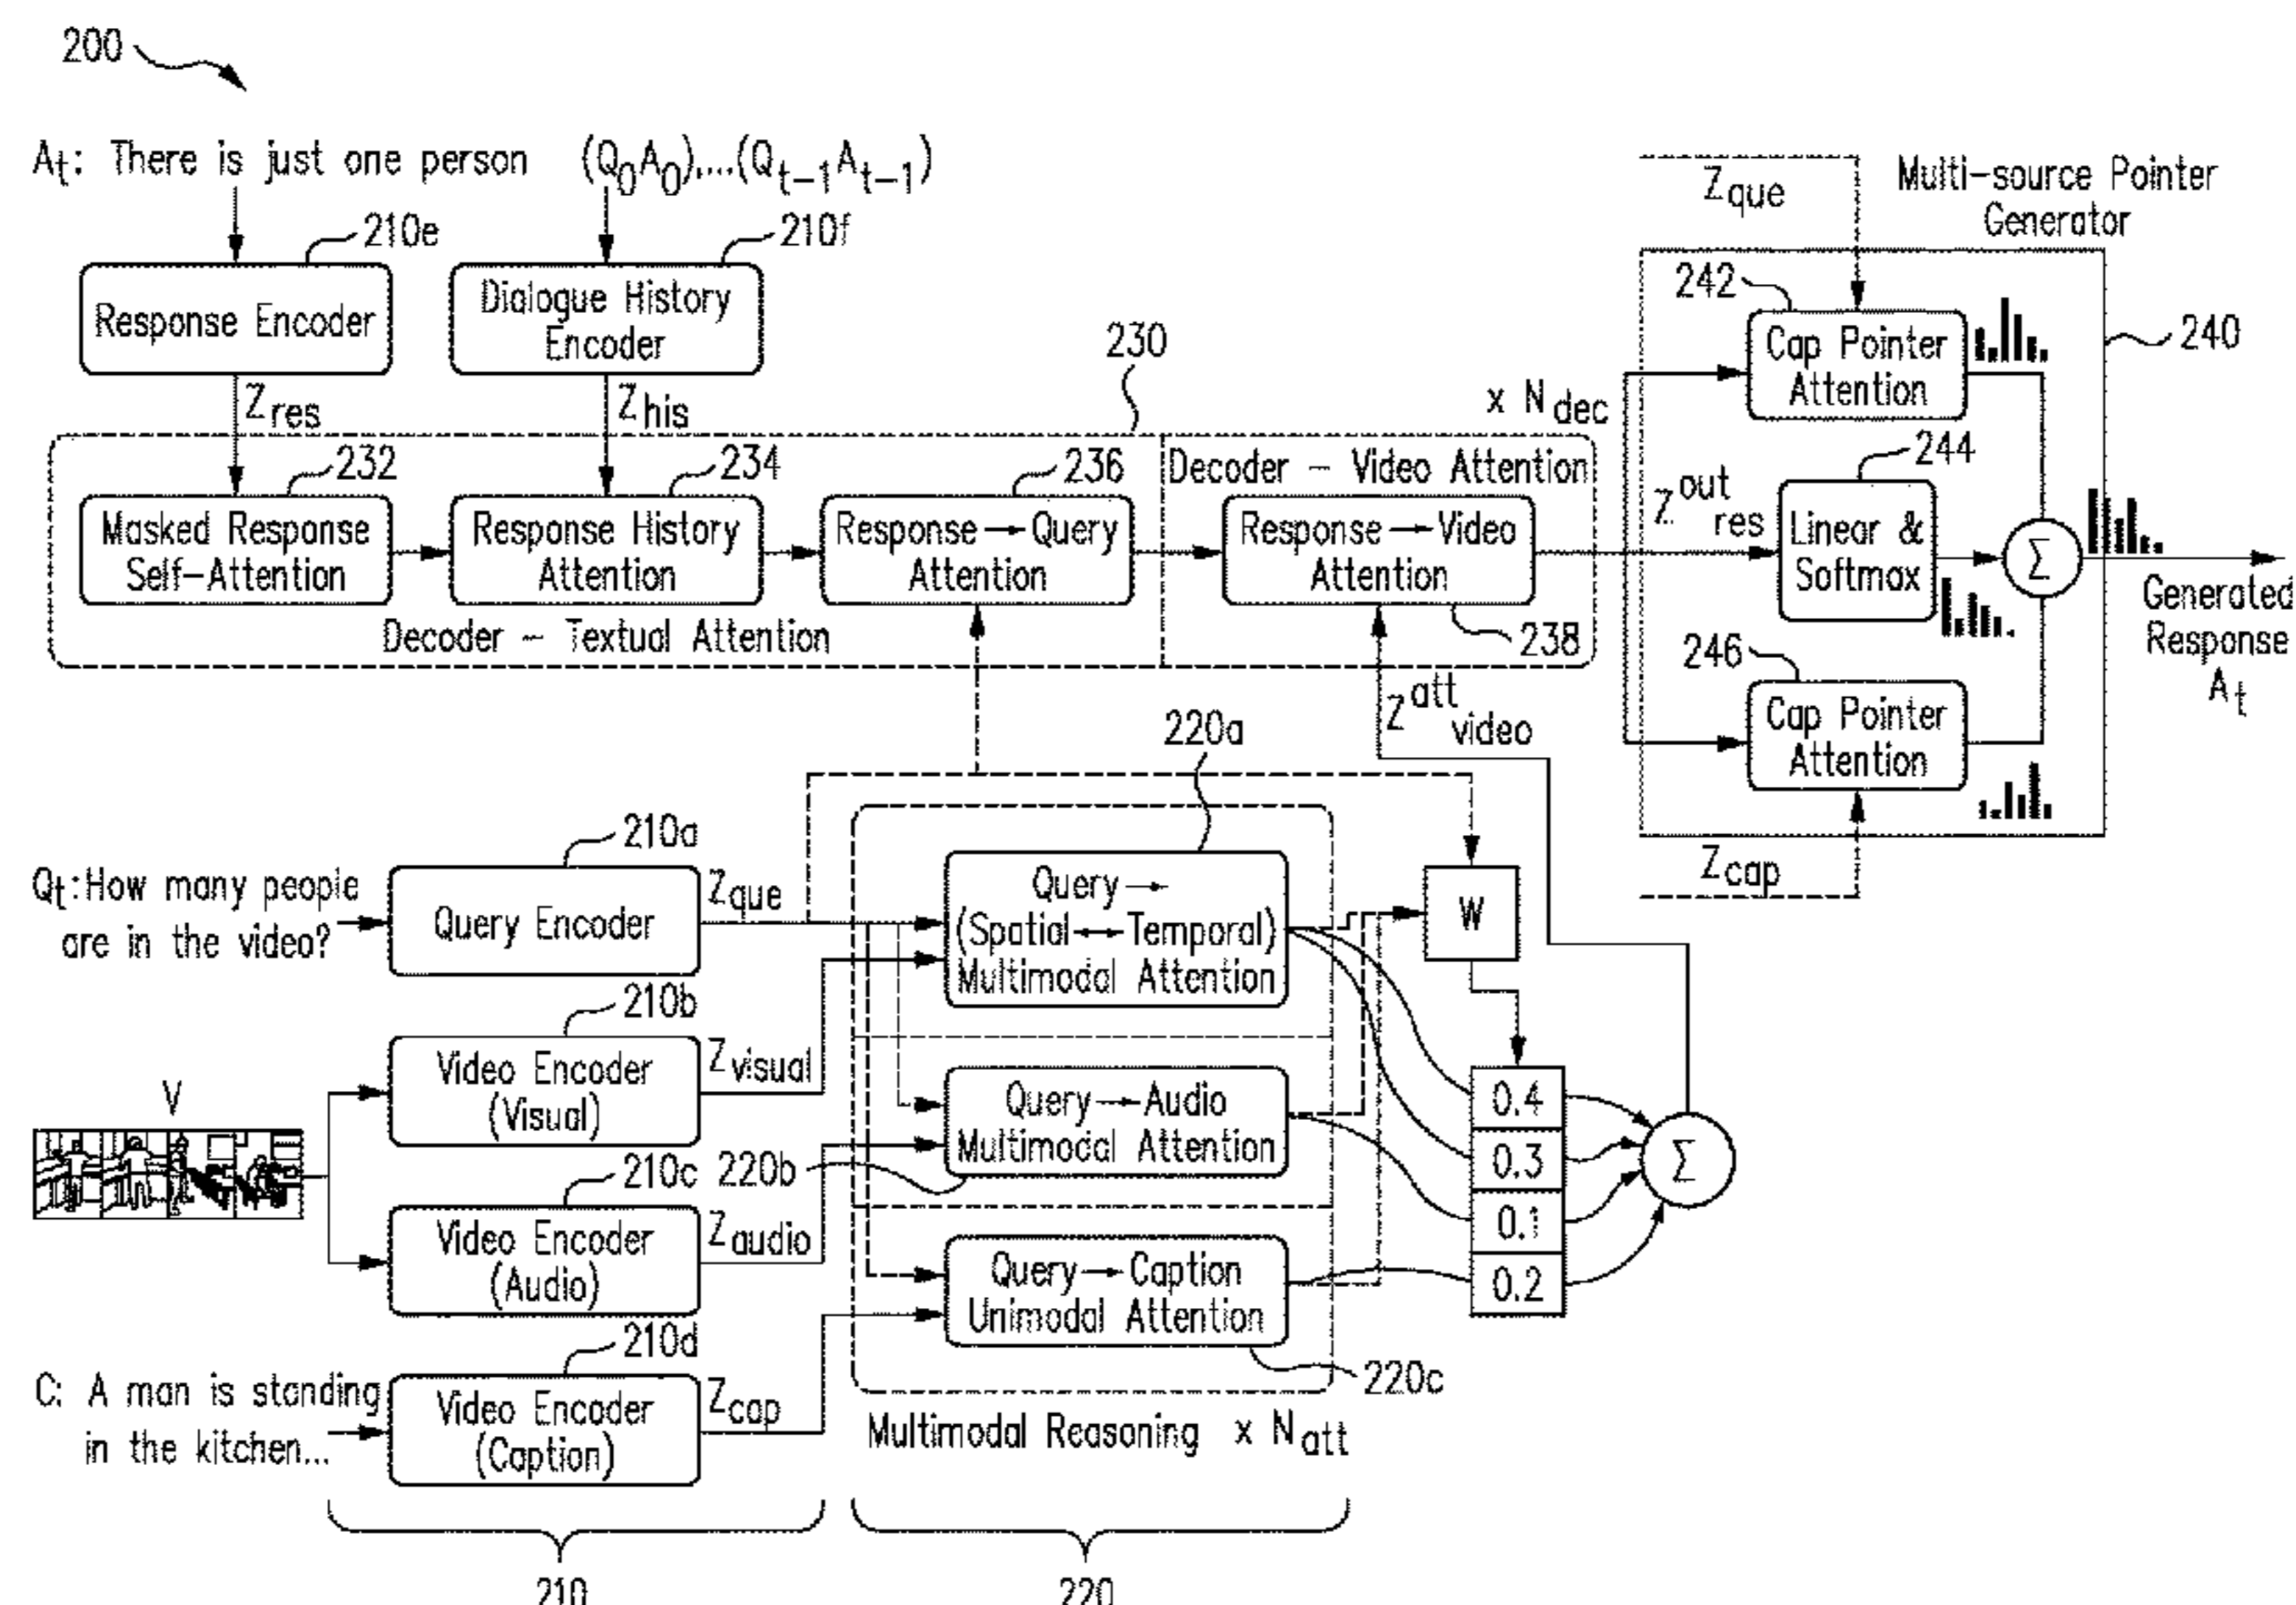 200
At: There is just one person
(Q0A0),...(Qt-1At-1)
210e
210f
Response Encoder
Dialogue History
Encoder
Zres
Zhis
230
x Ndec
232
234
236
Decoder - Video Attention
Masked Response
Self-Attention
Response History
Attention
Response→Query
Attention
Response→Video
Attention
238
Decoder - Textual Attention
Zque
Multi-source Pointer
Generator
242
Cap Pointer
Attention
240
244
Zout res
Linear &
Softmax
Σ
Generated
Response
At
246
Cap Pointer
Attention
Zcap
Zatt video
220a
210a
Qt:How many people
are in the video?
Query Encoder
Zque
Query→
(Spatial↔Temporal)
Multimodal Attention
W
210b
V
Video Encoder
(Visual)
Zvisual
Query→Audio
Multimodal Attention
0.4
0.3
0.1
0.2
Σ
210c
220b
Video Encoder
(Audio)
Zaudio
Query→Caption
Unimodal Attention
210d
220c
C: A man is standing
in the kitchen...
Video Encoder
(Caption)
Zcap
Multimodal Reasoning x Natt
210
220